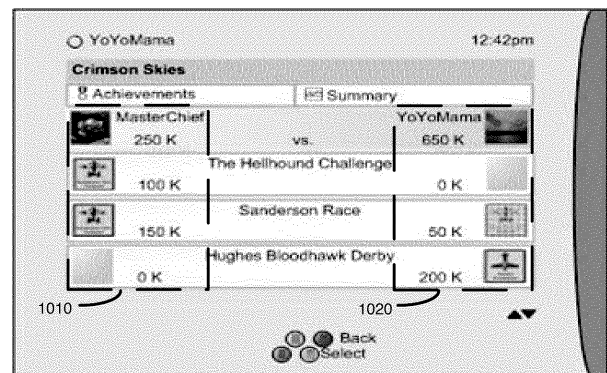 YoYoMama 12:42pm
Crimson Skies
Achievements Summary
MasterChief YoYoMama
250 K vs. 650 K
The Hellhound Challenge
100 K 0 K
Sanderson Race
150 K 50 K
Hughes Bloodhawk Derby
0 K 200 K
1010 1020
Back
Select